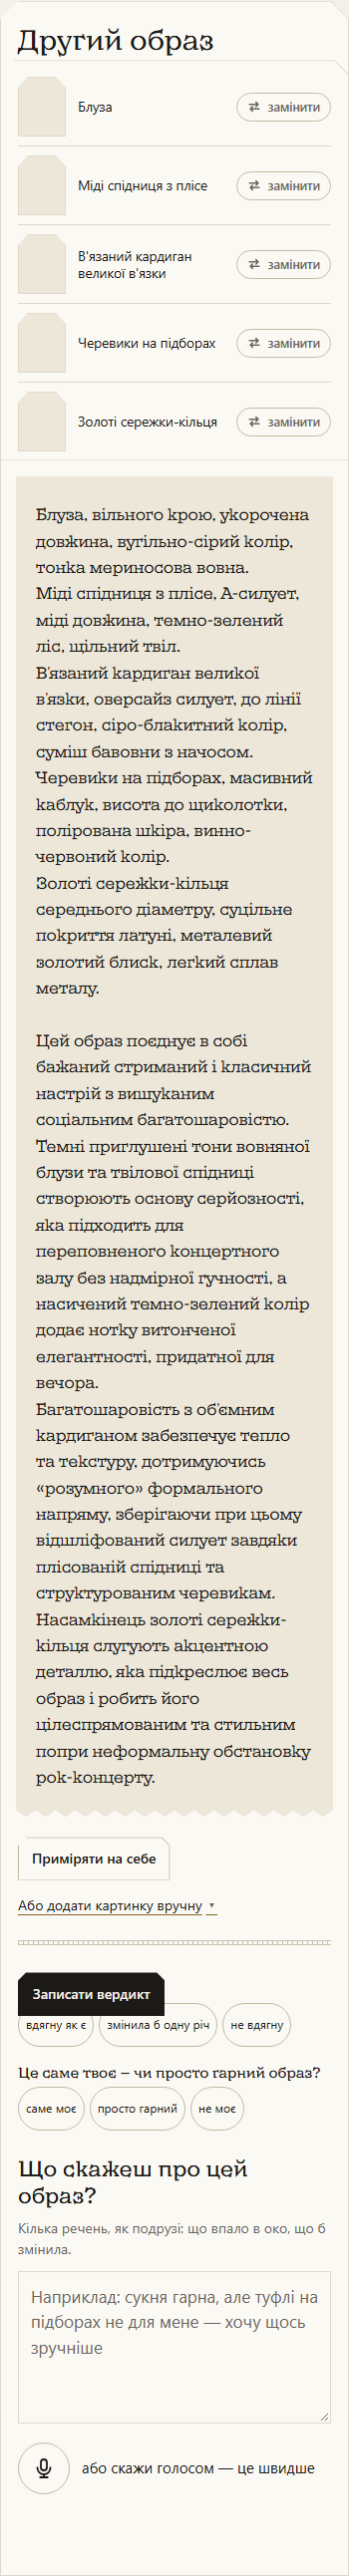 Другий образ
Блуза
замінити
Міді спідниця з плісе
замінити
В'язаний кардиган
великої в'язки
замінити
Черевики на підборах
замінити
Золоті сережки-кільця
замінити
Блуза, вільного крою, укорочена
довжина, вугільно-сірий колір,
тонка мериносова вовна.
Міді спідниця з плісе, А-силует,
міді довжина, темно-зелений
ліс, щільний твіл.
В'язаний кардиган великої
в'язки, оверсайз силует, до лінії
стегон, сіро-блакитний колір,
суміш бавовни з начосом.
Черевики на підборах, масивний
каблук, висота до щиколотки,
полірована шкіра, винно-
червоний колір.
Золоті сережки-кільця
середнього діаметру, суцільне
покриття латуні, металевий
золотий блиск, легкий сплав
металу.
Цей образ поєднує в собі
бажаний стриманий і класичний
настрій з вищуканим
соціальним багатошаровістю.
Темні приглушені тони вовняної
блузи та твілової спідниці
створюють основу серйозності,
яка підходить для
переповненого концертного
залу без надмірної гучності, а
насичений темно-зелений колір
додає нотку витонченої
елегантності, придатної для
вечора.
Багатошаровість з об'ємним
кардиганом забезпечує тепло
та текстуру, дотримуючись
«розумного» формального
напряму, зберігаючи при цьому
відшліфований силует завдяки
плісованій спідниці та
структурованим черевикам.
Насамкінець золоті сережки-
кільця слугують акцентною
деталлю, яка підкреслює весь
образ і робить його
цілеспрямованим та стильним
попри неформальну обстановку
рок-концерту.
Приміряти на себе
Або додати картинку вручну
Записати вердикт
вдягну як є
змінила б одну річ
не вдягну
Це саме твоє — чи просто гарний образ?
саме моє
просто гарний
не моє
Що скажеш про цей
образ?
Кілька речень, як подрузі: що впало в око, що б
змінила.
Наприклад: сукня гарна, але туфлі на
підборах не для мене — хочу щось
зручніше
або скажи голосом — це швидше